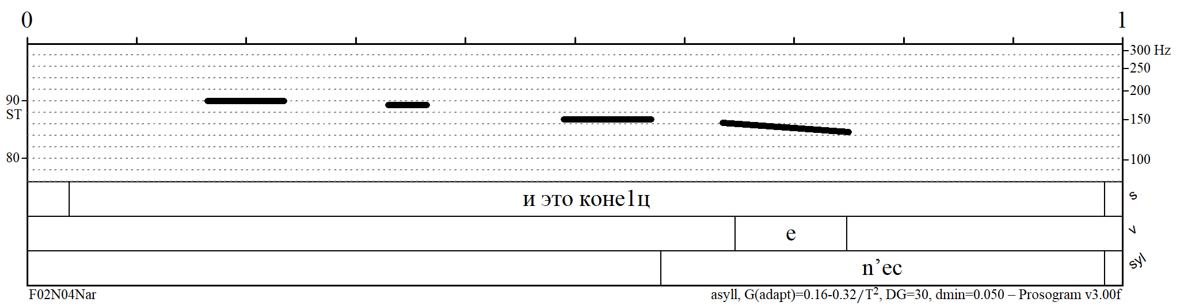 0 1
300 Hz
250
90 200
ST
150
80 100
и это коне1ц s
e v
n’ec syl
F02N04Nar asyll, G(adapt)=0.16-0.32/T², DG=30, dmin=0.050 – Prosogram v3.00f